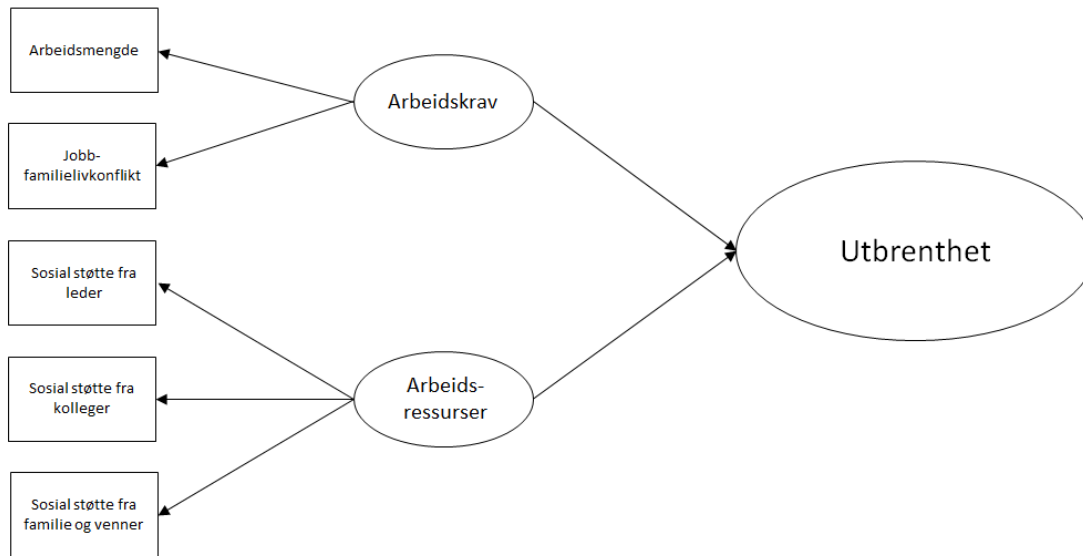 Arbeidsmengde
Jobb-
familielivkonflikt
Sosial støtte fra
leder
Sosial støtte fra
kolleger
Sosial støtte fra
familie og venner
Arbeidskrav
Arbeids-
ressurser
Utbrenthet